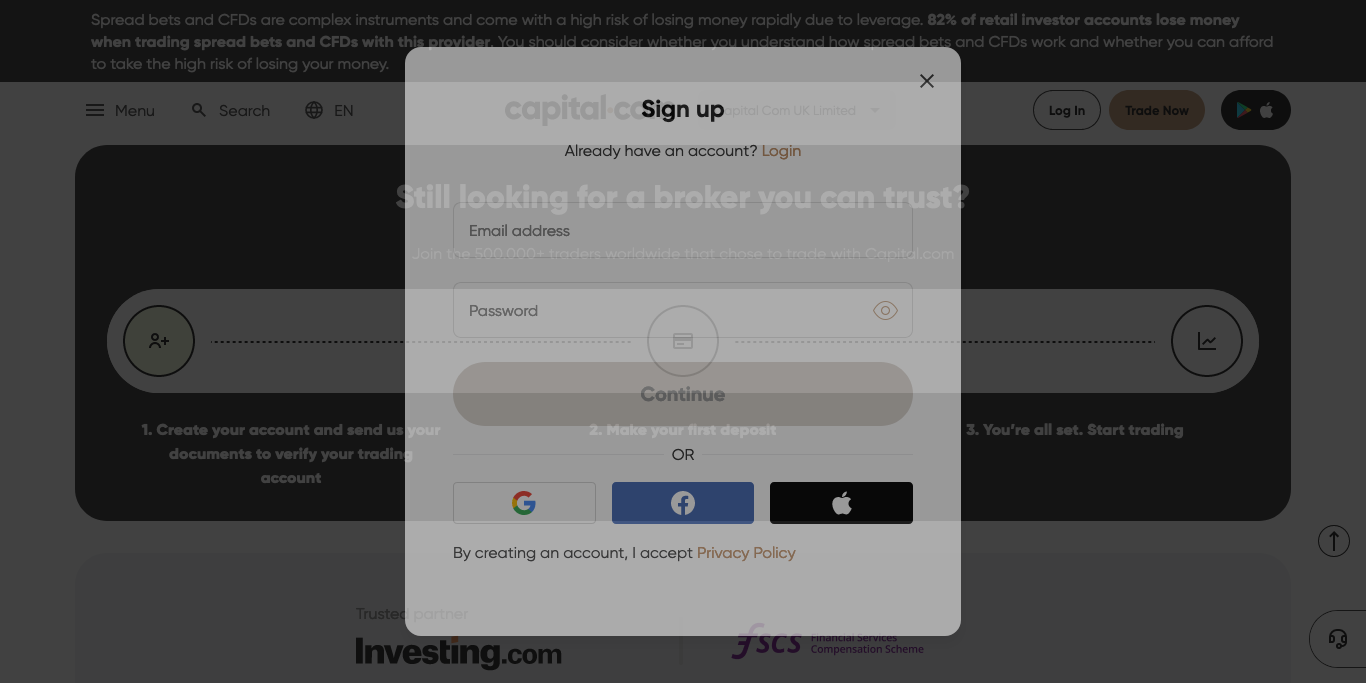 Spread bets and CFDs are complex instruments and come with a high risk of losing money rapidly due to leverage. 82% of retail investor accounts lose money
when trading spread bets and CFDs with this provider. You should consider whether you understand how spread bets and CFDs work and whether you can afford
to take the high risk of losing your money.
Menu
Search
EN
capital
Capital Com UK Limited
Log In
Trade Now
Sign up
Already have an account? Login
Still looking for a broker you can trust?
Email address
Join the 500,000+ traders worldwide that chose to trade with Capital.com
Password
Continue
1. Create your account and send us your
documents to verify your trading
account
2. Make your first deposit
3. You're all set. Start trading
OR
By creating an account, I accept Privacy Policy
Trusted partner
Investing.com
fscs Financial Services
Compensation Scheme